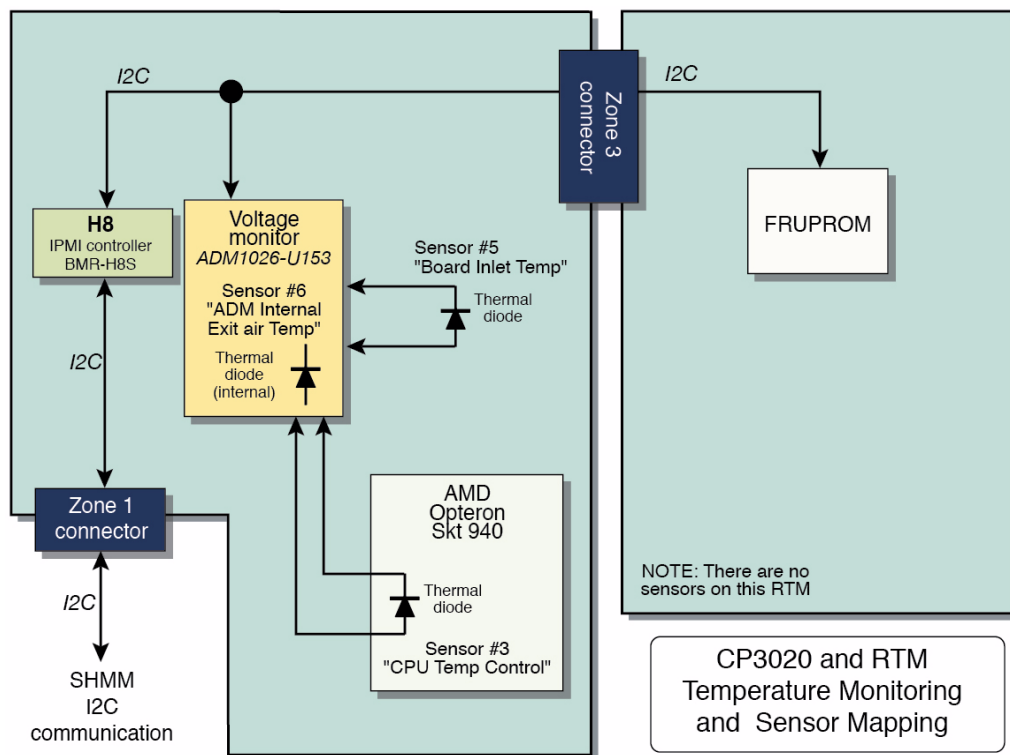 I2C
Zone 3
connector
I2C
FRUPROM
H8
IPMI controller
BMR-H8S
Voltage
monitor
ADM1026-U153
Sensor #6
"ADM Internal
Exit air Temp"
Thermal
diode
(internal)
Sensor #5
"Board Inlet Temp"
Thermal
diode
I2C
Zone 1
connector
I2C
SHMM
I2C
communication
AMD
Opteron
Skt 940
Thermal
diode
Sensor #3
"CPU Temp Control"
NOTE: There are no
sensors on this RTM
CP3020 and RTM
Temperature Monitoring
and Sensor Mapping